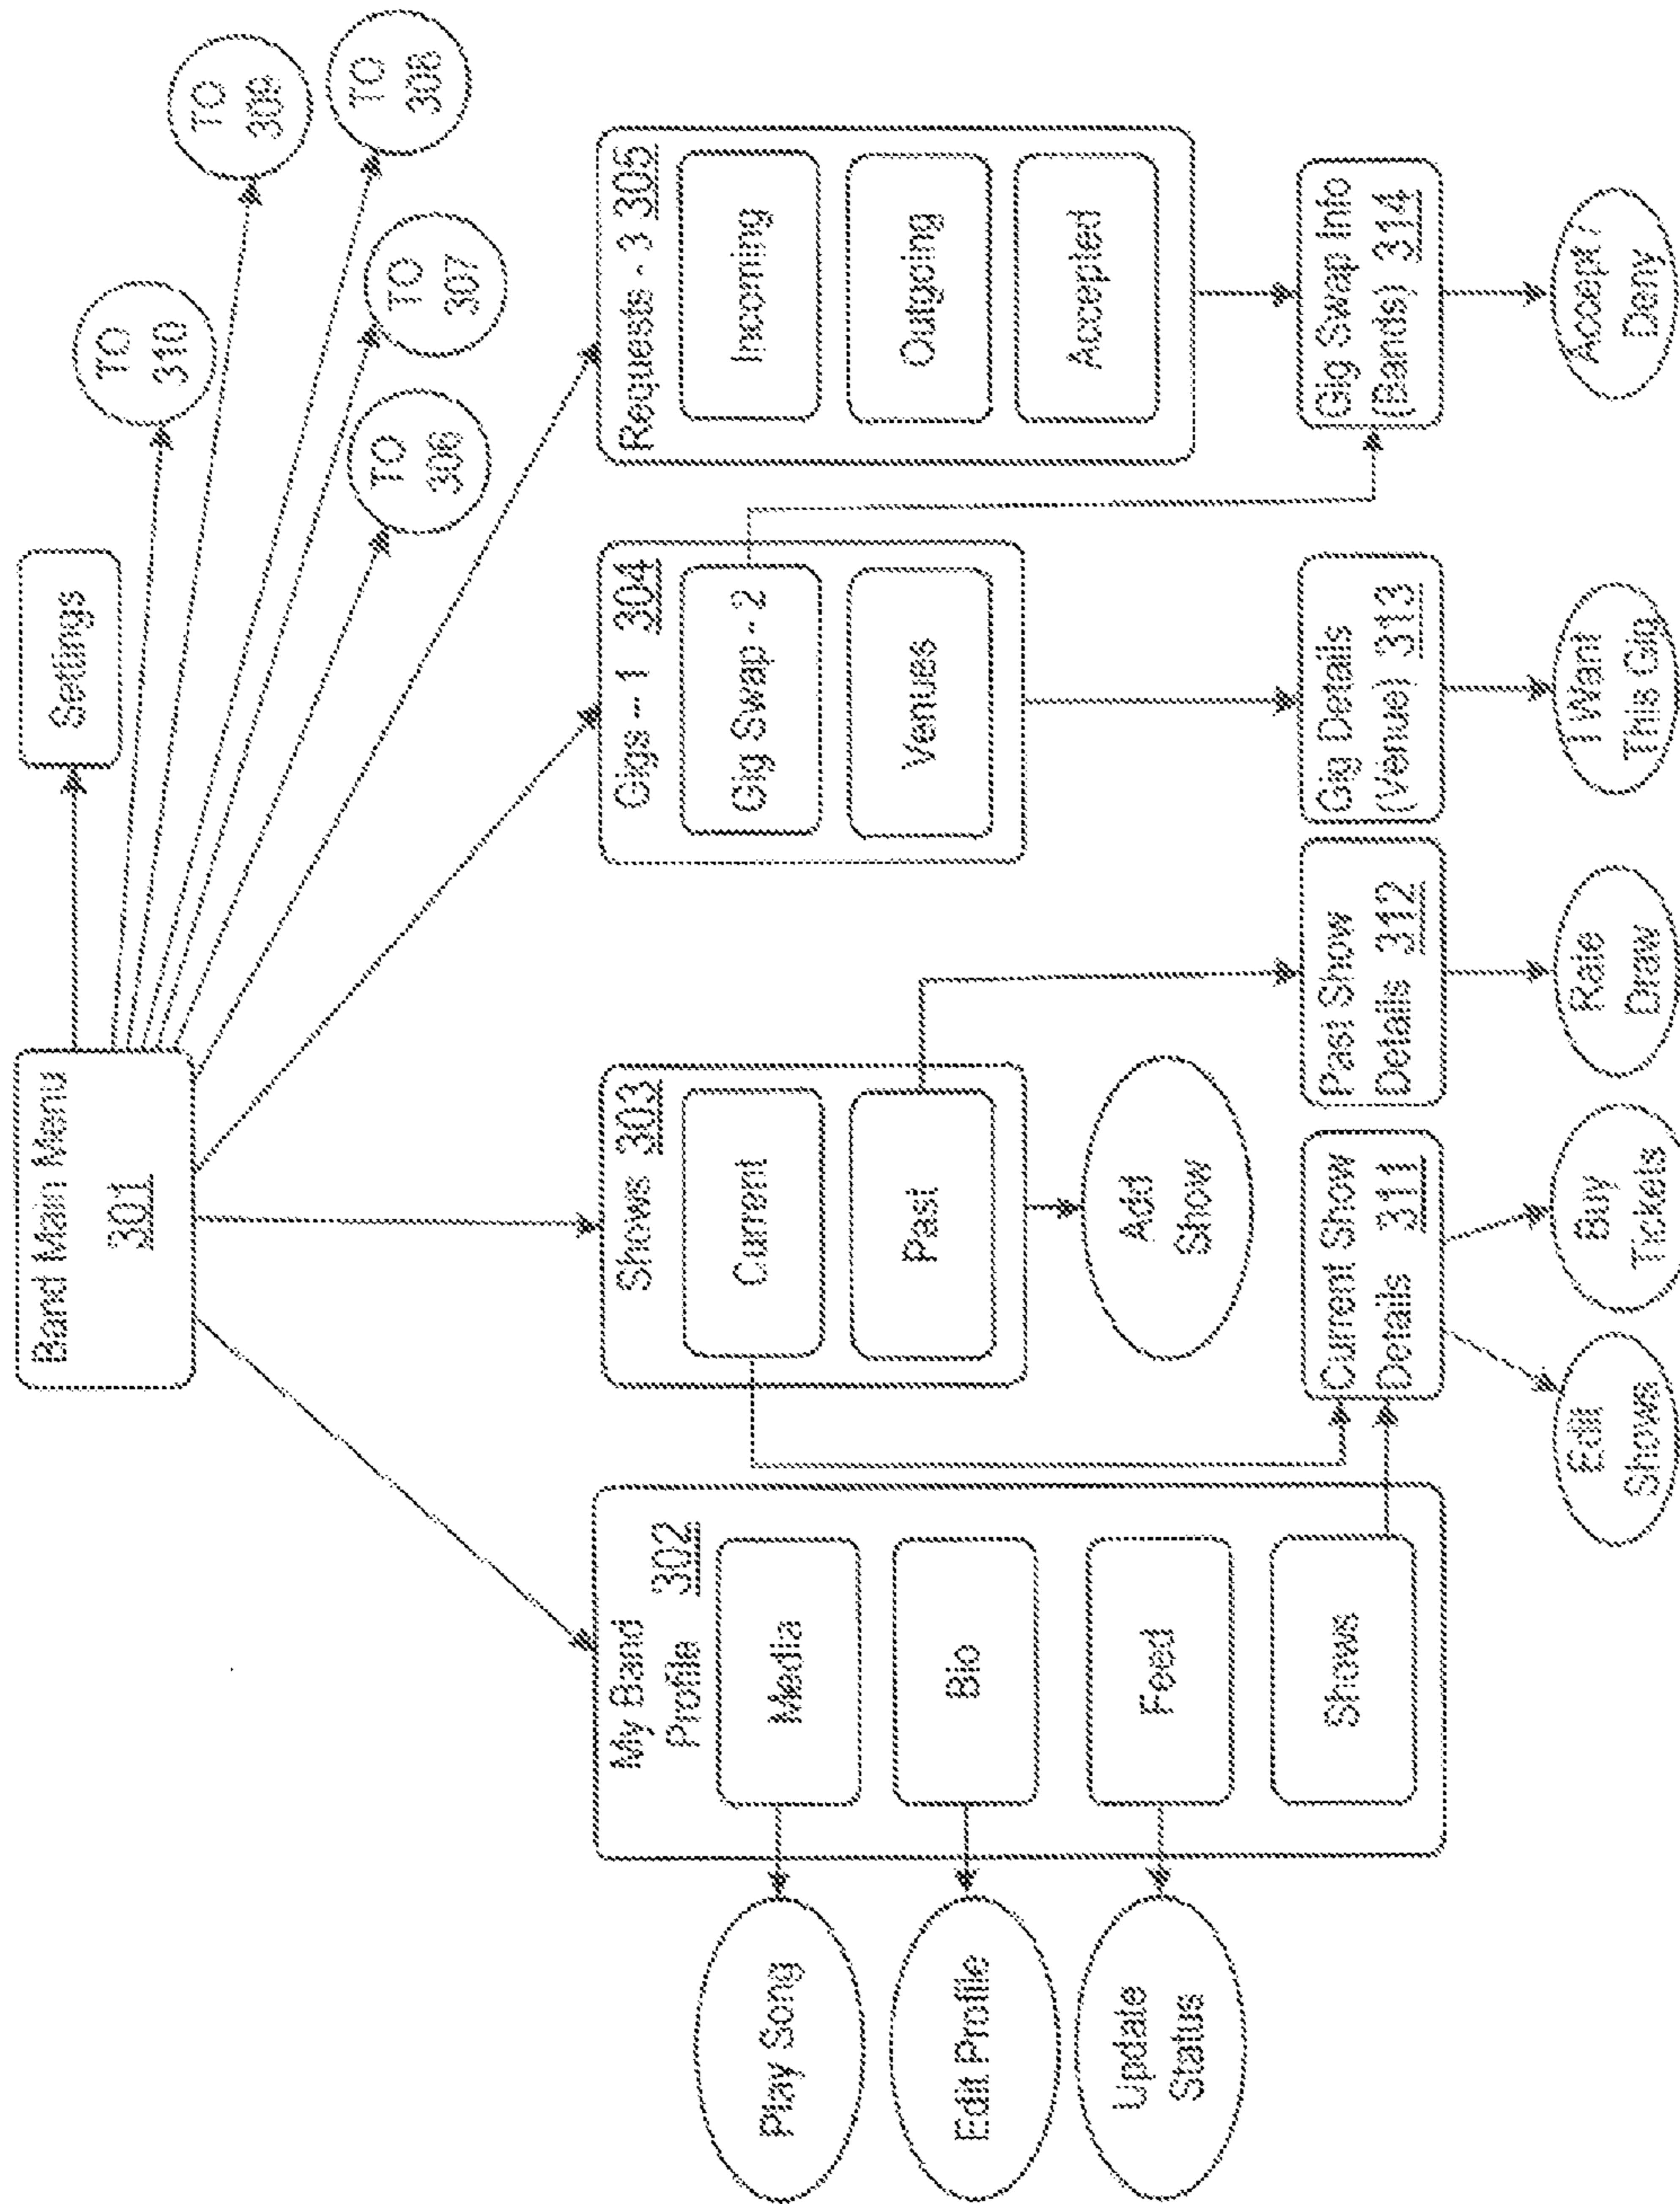 Band Main Menu
301
Settings
TO
310
TO
309
TO
308
TO
307
TO
306
My Band
Profile 302
Media
Bio
Feed
Shows
Play Song
Edit Profile
Update
Status
Shows 303
Current
Past
Add
Show
Gigs -- 1 304
Gig Swap -- 2
Venues
Requests - 3 305
Incoming
Outgoing
Accepted
Current Show
Details 311
Past Show
Details 312
Gig Details
(Venue) 313
Gig Swap Info
(Bands) 314
Edit
Shows
Buy
Tickets
Rate
Draw
I Want
This Gig
Accept /
Deny